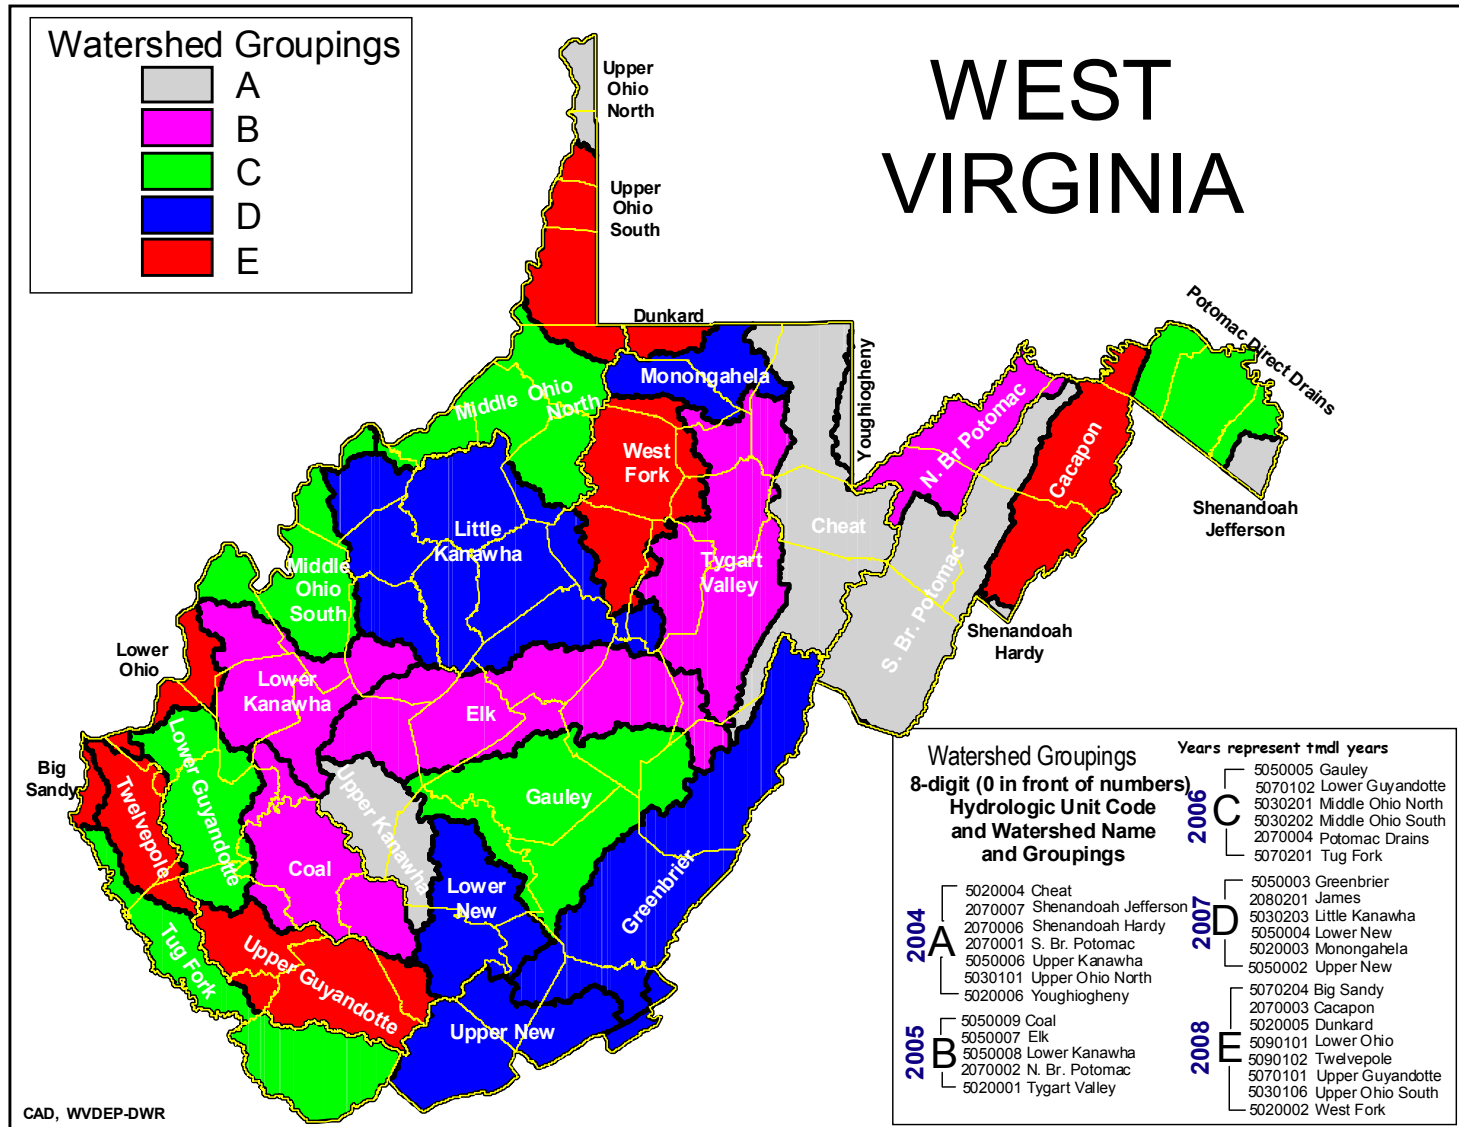 Watershed Groupings
A
B
C
D
E
WEST
VIRGINIA
Upper
Ohio
North
Upper
Ohio
South
Dunkard
Monongahela
Youghiogheny
Potomac Direct Drains
Middle Ohio
North
West
Fork
N. Br Potomac
Cacapon
Shenandoah
Jefferson
Little
Kanawha
Cheat
Tygart
Valley
S. Br. Potomac
Middle
Ohio
South
Shenandoah
Hardy
Lower
Ohio
Lower
Kanawha
Elk
Big
Sandy
Twelvepole
Lower Guyandotte
Upper Kanawha
Gauley
Coal
Lower
New
Greenbrier
Tug Fork
Upper Guyandotte
Upper New
Watershed Groupings
8-digit (0 in front of numbers)
Hydrologic Unit Code
and Watershed Name
and Groupings
2004
A
5020004 Cheat
2070007 Shenandoah Jefferson
2070006 Shenandoah Hardy
2070001 S. Br. Potomac
5050006 Upper Kanawha
5030101 Upper Ohio North
5020006 Youghiogheny
2005
B
5050009 Coal
5050007 Elk
5050008 Lower Kanawha
2070002 N. Br. Potomac
5020001 Tygart Valley
Years represent tmdl years
2006
C
5050005 Gauley
5070102 Lower Guyandotte
5030201 Middle Ohio North
5030202 Middle Ohio South
2070004 Potomac Drains
5070201 Tug Fork
2007
D
5050003 Greenbrier
2080201 James
5030203 Little Kanawha
5050004 Lower New
5020003 Monongahela
5050002 Upper New
2008
E
5070204 Big Sandy
2070003 Cacapon
5020005 Dunkard
5090101 Lower Ohio
5090102 Twelvepole
5070101 Upper Guyandotte
5030106 Upper Ohio South
5020002 West Fork
CAD, WVDEP-DWR